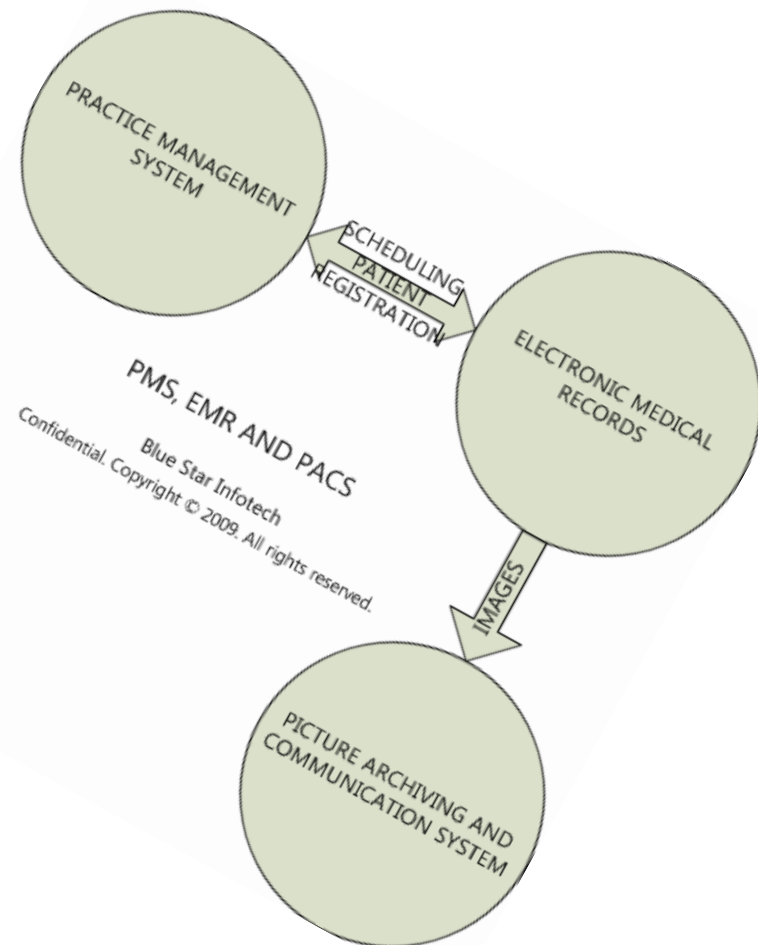 PRACTICE MANAGEMENT
SYSTEM
SCHEDULING
PATIENT
REGISTRATION
ELECTRONIC MEDICAL
RECORDS
PMS, EMR AND PACS
Blue Star Infotech
Confidential. Copyright © 2009. All rights reserved.
IMAGES
PICTURE ARCHIVING AND
COMMUNICATION SYSTEM